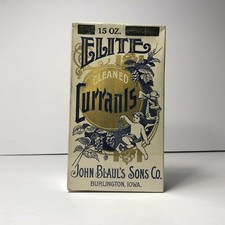 15 OZ.
ELITE
CLEANED
Currants
JOHN BLAUL'S SONS CO.
BURLINGTON, IOWA.